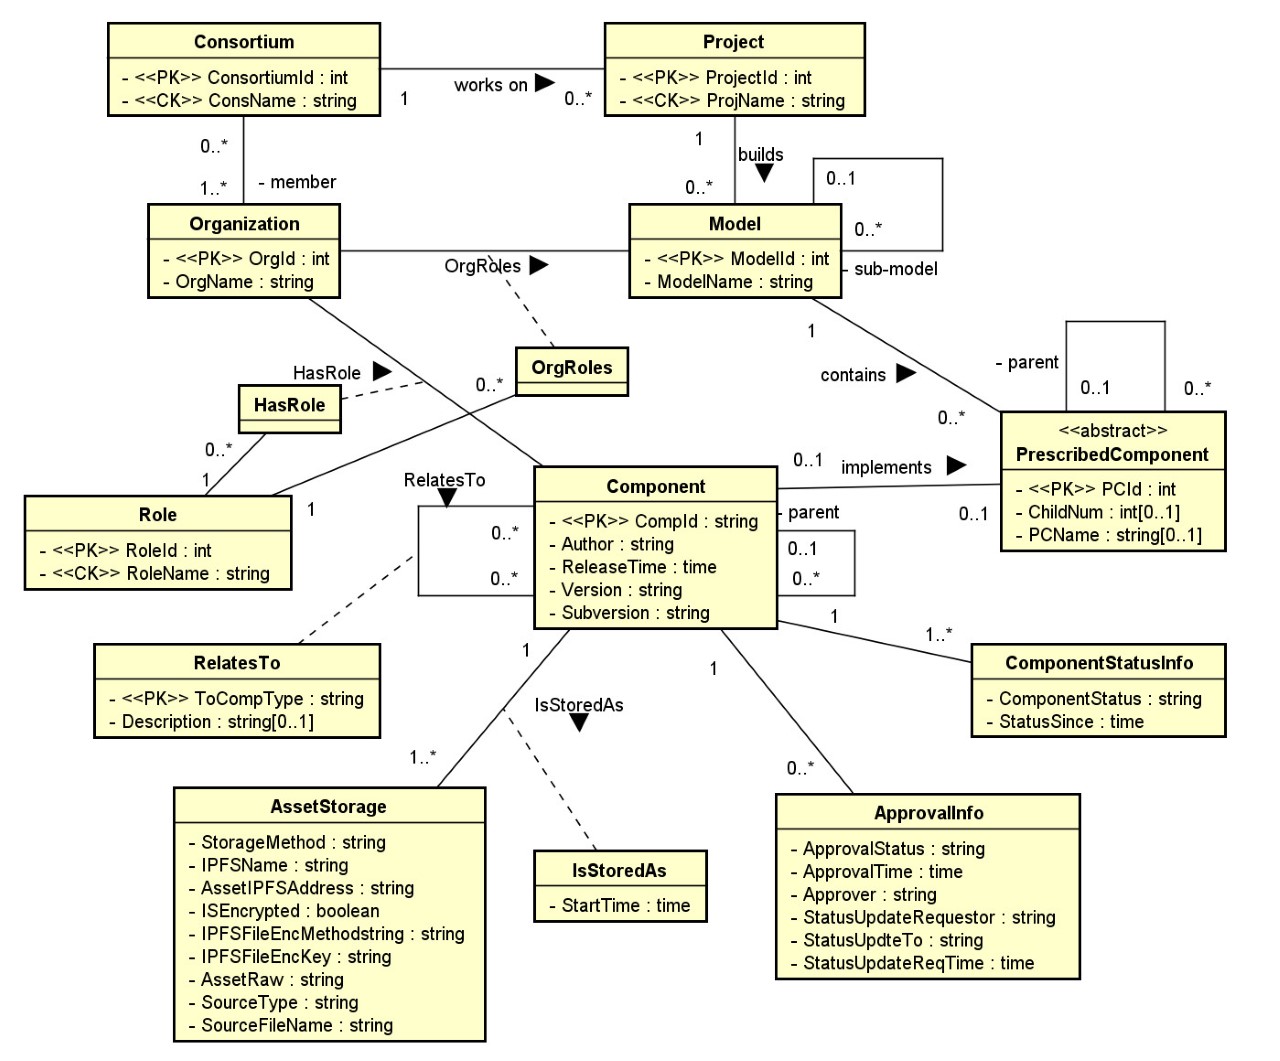 Consortium
- <<PK>> ConsortiumId : int
- <<CK>> ConsName : string
works on
1
0..*
Project
- <<PK>> ProjectId : int
- <<CK>> ProjName : string
0..*
1..*
- member
1
builds
0..*
0..1
0..*
- sub-model
Organization
- <<PK>> OrgId : int
- OrgName : string
OrgRoles
Model
- <<PK>> ModelId : int
- ModelName : string
1
contains
0..*
- parent
0..1
0..*
HasRole
HasRole
0..*
OrgRoles
0..*
1
1
<<abstract>>
PrescribedComponent
- <<PK>> PCId : int
- ChildNum : int[0..1]
- PCName : string[0..1]
0..1
implements
0..1
Role
- <<PK>> RoleId : int
- <<CK>> RoleName : string
RelatesTo
0..*
0..*
Component
- <<PK>> CompId : string
- Author : string
- ReleaseTime : time
- Version : string
- Subversion : string
- parent
0..1
0..*
1
1..*
RelatesTo
- <<PK>> ToCompType : string
- Description : string[0..1]
1
IsStoredAs
1..*
1
0..*
ComponentStatusInfo
- ComponentStatus : string
- StatusSince : time
AssetStorage
- StorageMethod : string
- IPFSName : string
- AssetIPFSAddress : string
- ISEncrypted : boolean
- IPFSFileEncMethodstring : string
- IPFSFileEncKey : string
- AssetRaw : string
- SourceType : string
- SourceFileName : string
IsStoredAs
- StartTime : time
ApprovalInfo
- ApprovalStatus : string
- ApprovalTime : time
- Approver : string
- StatusUpdateRequestor : string
- StatusUpdteTo : string
- StatusUpdateReqTime : time